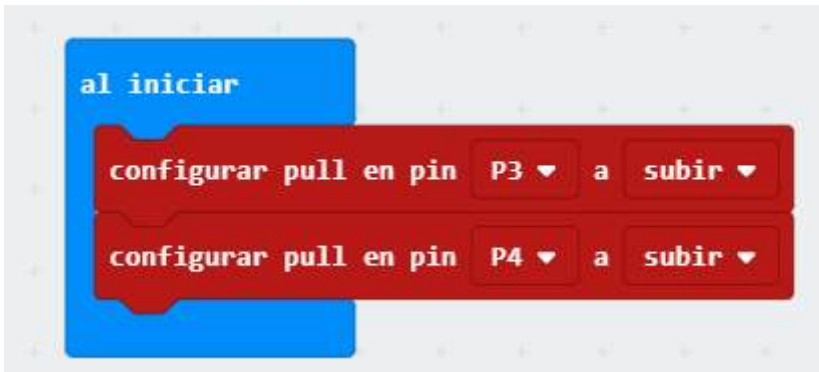 al iniciar
configurar pull en pin P3 a subir
configurar pull en pin P4 a subir